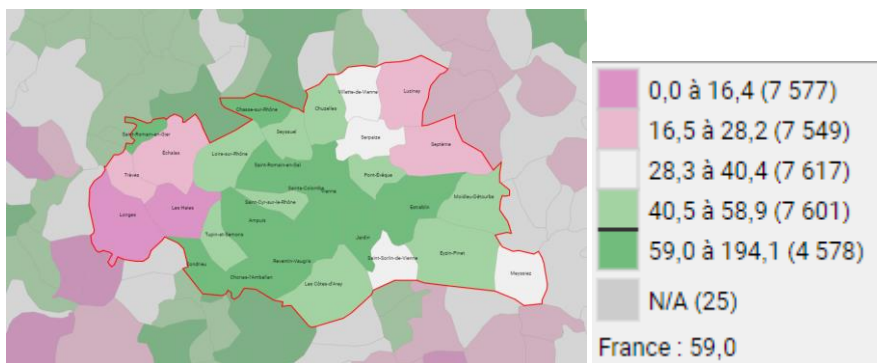 Villette-de-Vienne
Luzinay
Chasse-sur-Rhône
Chuzelles
Saint-Romain-en-Gier
Seyssuel
Serpaize
Septème
Échalas
Loire-sur-Rhône
Saint-Romain-en-Gal
Trèves
Pont-Évêque
Sainte-Colombe
Vienne
Moidieu-Détourbe
Les Haies
Saint-Cyr-sur-le-Rhône
Estrablin
Longes
Ampuis
Tupin-et-Semons
Jardin
Eyzin-Pinet
Saint-Sorlin-de-Vienne
Condrieu
Reventin-Vaugris
Meyssiez
Chonas-l'Amballan
Les Côtes-d'Arey
0,0 à 16,4 (7 577)
16,5 à 28,2 (7 549)
28,3 à 40,4 (7 617)
40,5 à 58,9 (7 601)
59,0 à 194,1 (4 578)
N/A (25)
France : 59,0